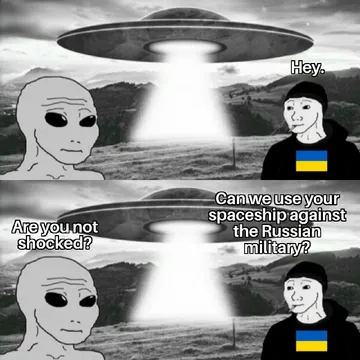 Hey.
Are you not
shocked?
Can we use your
spaceship against
the Russian
military?